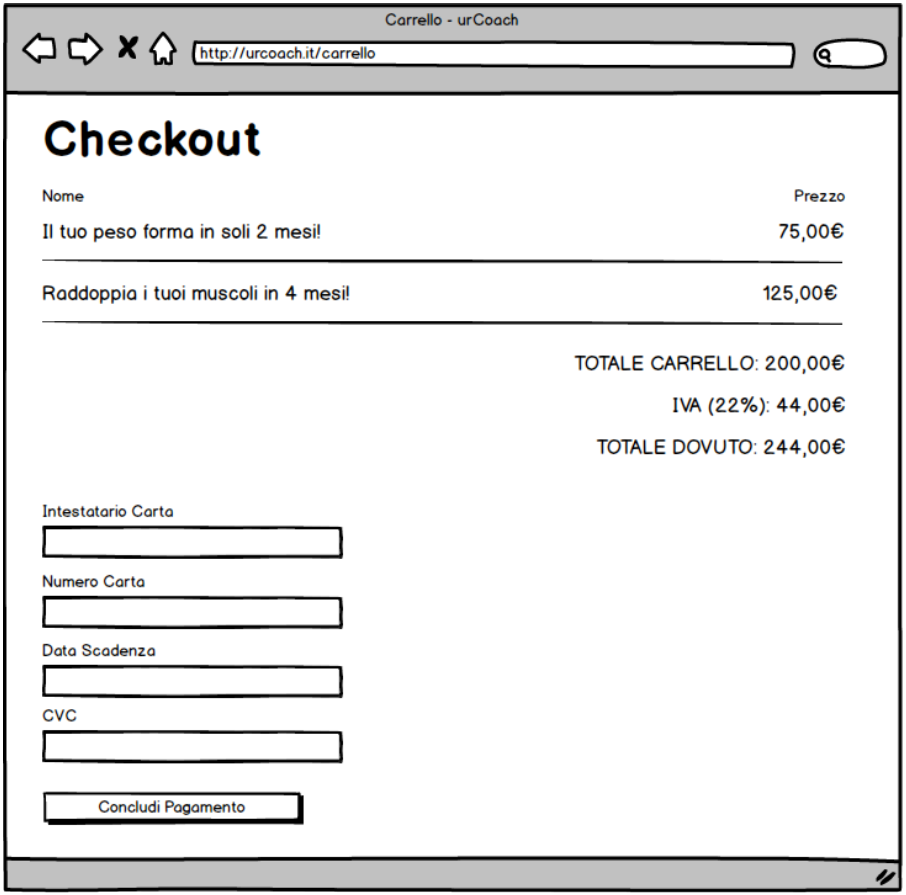 Carrello - urCoach
http://urcoach.it/carrello
Checkout
Nome Prezzo
Il tuo peso forma in soli 2 mesi! 75,00€
Raddoppia i tuoi muscoli in 4 mesi! 125,00€
TOTALE CARRELLO: 200,00€
IVA (22%): 44,00€
TOTALE DOVUTO: 244,00€
Intestatario Carta
Numero Carta
Data Scadenza
CVC
Concludi Pagamento